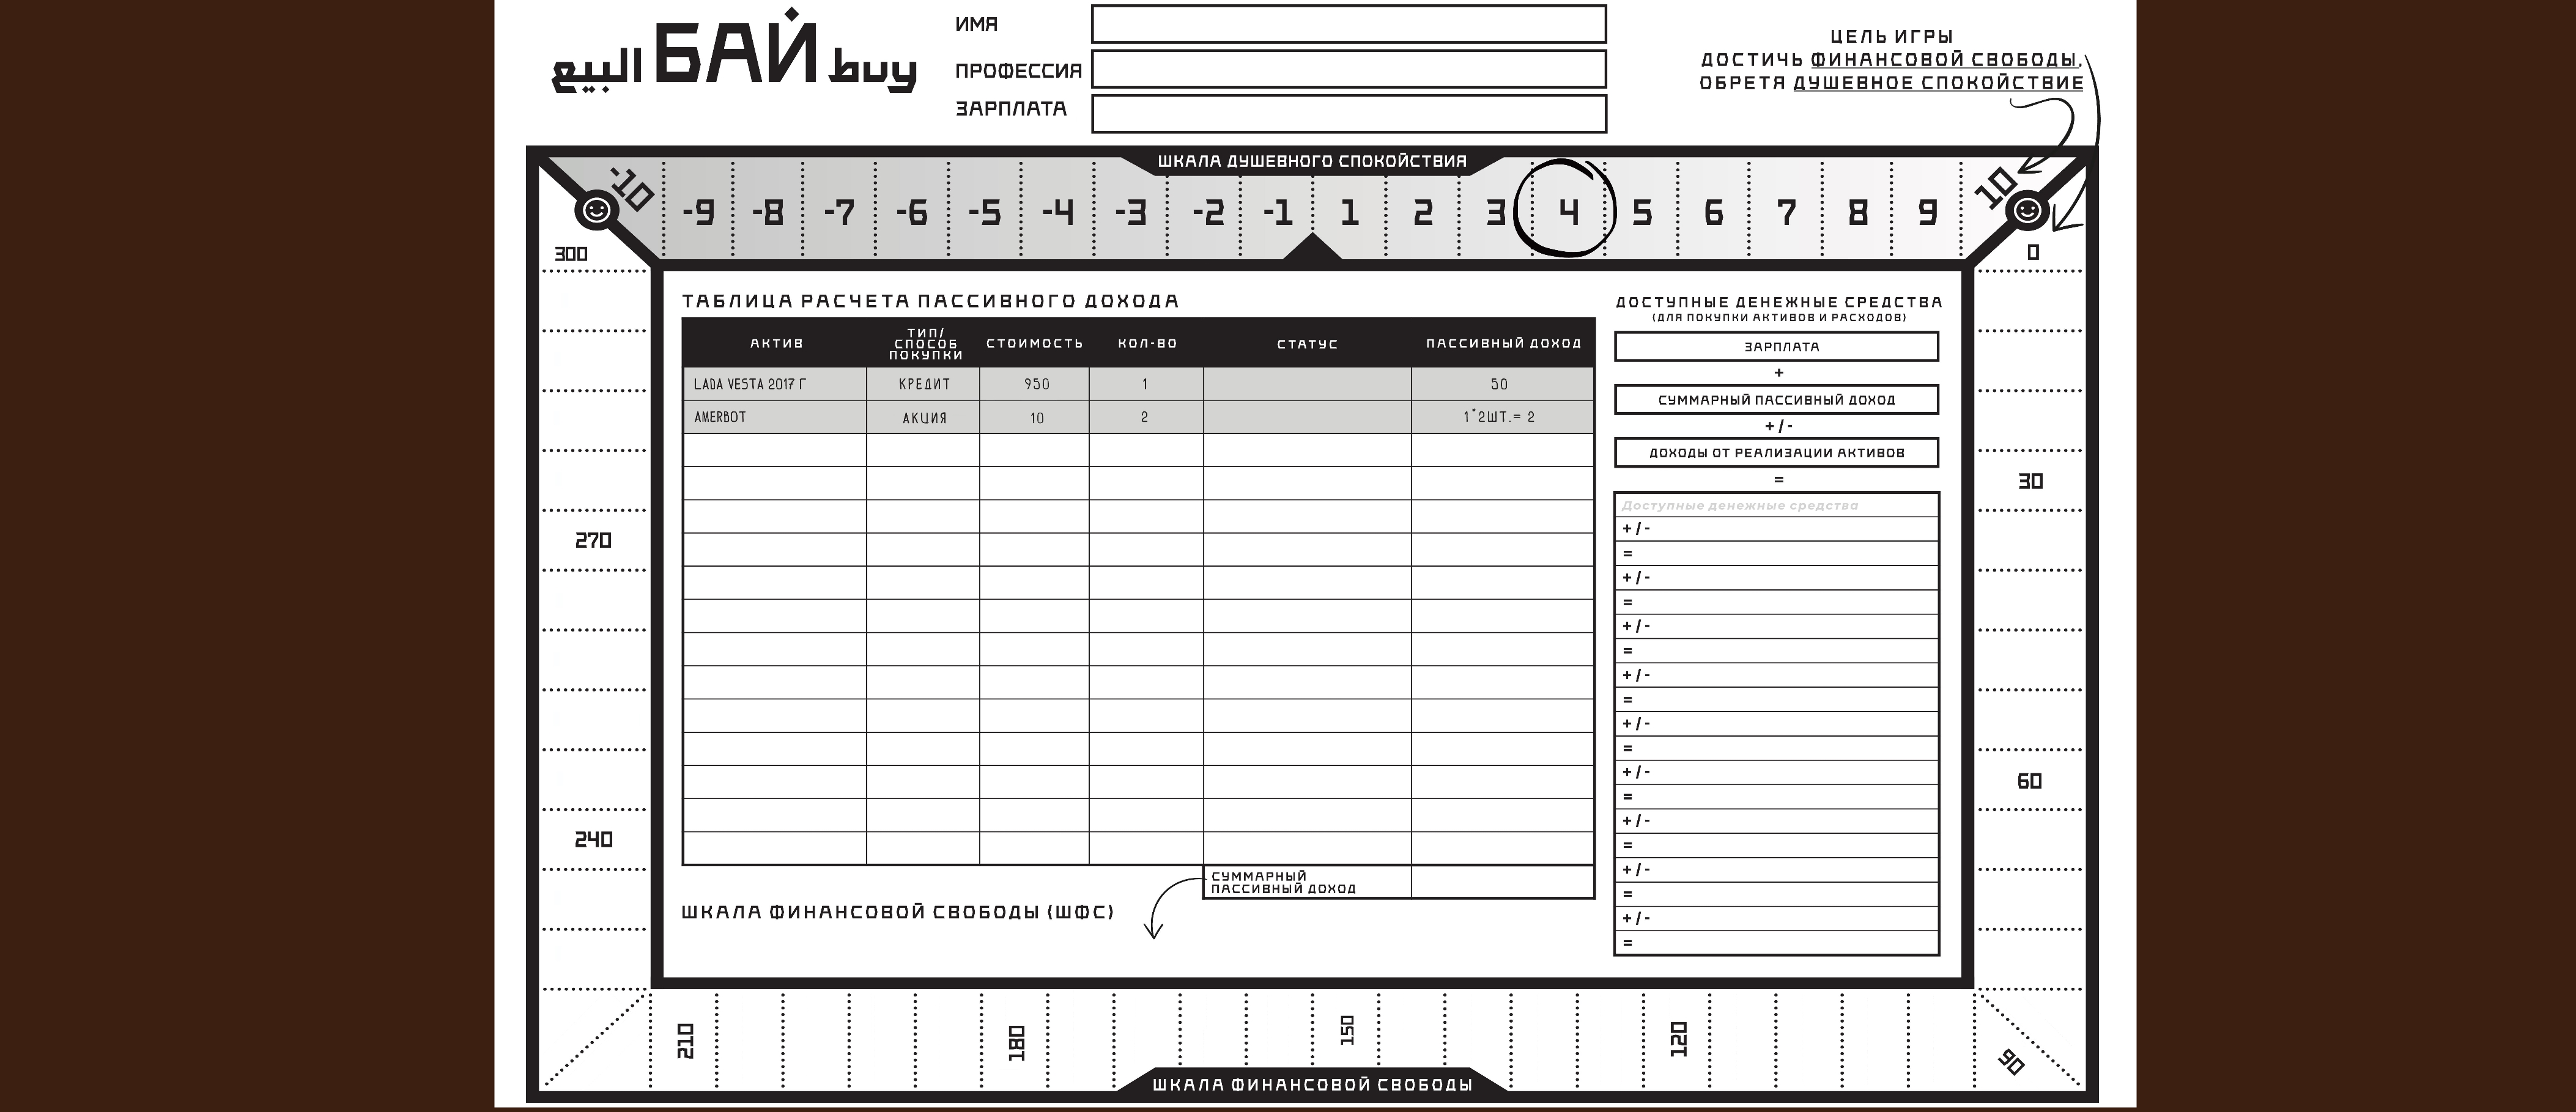 البيع БАЙ buy
ИМЯ
ПРОФЕССИЯ
ЗАРПЛАТА
ЦЕЛЬ ИГРЫ
ДОСТИЧЬ ФИНАНСОВОЙ СВОБОДЫ,
ОБРЕТЯ ДУШЕВНОЕ СПОКОЙСТВИЕ
ШКАЛА ДУШЕВНОГО СПОКОЙСТВИЯ
-10 -9 -8 -7 -6 -5 -4 -3 -2 -1 1 2 3 4 5 6 7 8 9 10
300
270
240
0
30
60
ТАБЛИЦА РАСЧЕТА ПАССИВНОГО ДОХОДА
АКТИВ ТИП/ СПОСОБ ПОКУПКИ СТОИМОСТЬ КОЛ-ВО СТАТУС ПАССИВНЫЙ ДОХОД
LADA VESTA 2017 Г КРЕДИТ 950 1 50
AMERBOT АКЦИЯ 10 2 1*2ШТ.= 2
СУММАРНЫЙ
ПАССИВНЫЙ ДОХОД
ШКАЛА ФИНАНСОВОЙ СВОБОДЫ (ШФС)
ДОСТУПНЫЕ ДЕНЕЖНЫЕ СРЕДСТВА
(ДЛЯ ПОКУПКИ АКТИВОВ И РАСХОДОВ)
ЗАРПЛАТА
+
СУММАРНЫЙ ПАССИВНЫЙ ДОХОД
+/-
ДОХОДЫ ОТ РЕАЛИЗАЦИИ АКТИВОВ
=
Доступные денежные средства
+/-
=
+/-
=
+/-
=
+/-
=
+/-
=
+/-
=
+/-
=
+/-
=
+/-
=
210 180 150 120 90
ШКАЛА ФИНАНСОВОЙ СВОБОДЫ